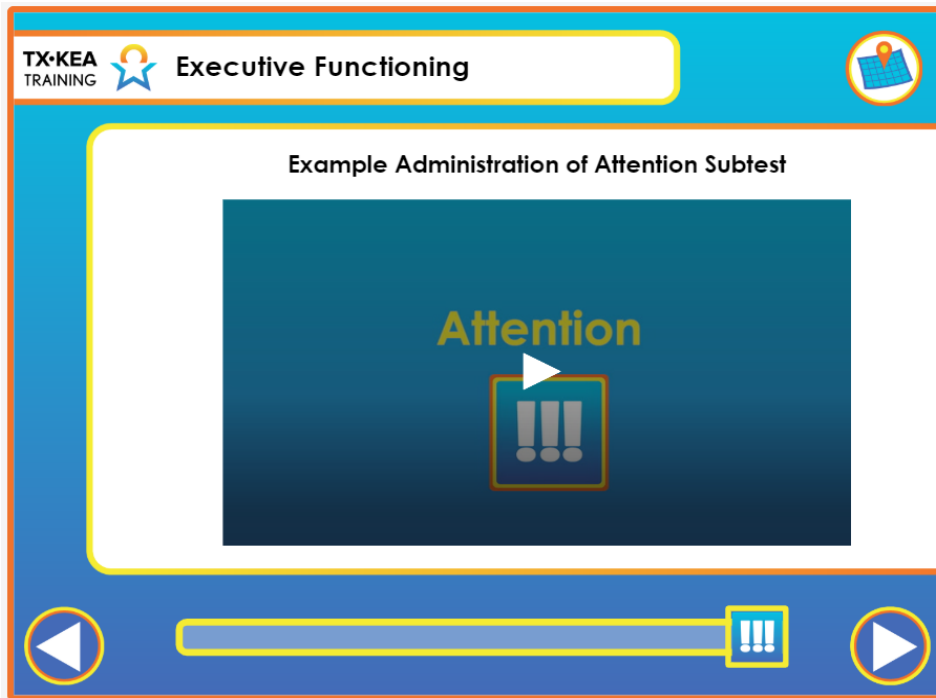 TX•KEA
TRAINING
Executive Functioning
Example Administration of Attention Subtest
Attention
!!!
!!!